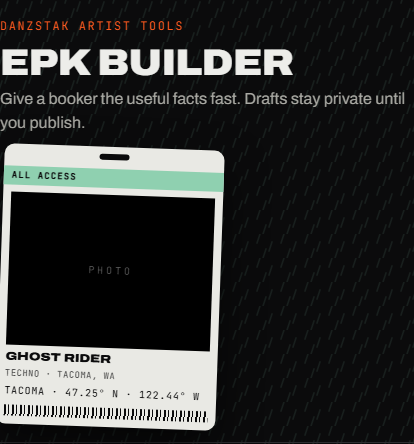 DANZSTAK ARTIST TOOLS
EPK BUILDER
Give a booker the useful facts fast. Drafts stay private until
you publish.
ALL ACCESS
PHOTO
GHOST RIDER
TECHNO · TACOMA, WA
TACOMA · 47.25° N · 122.44° W